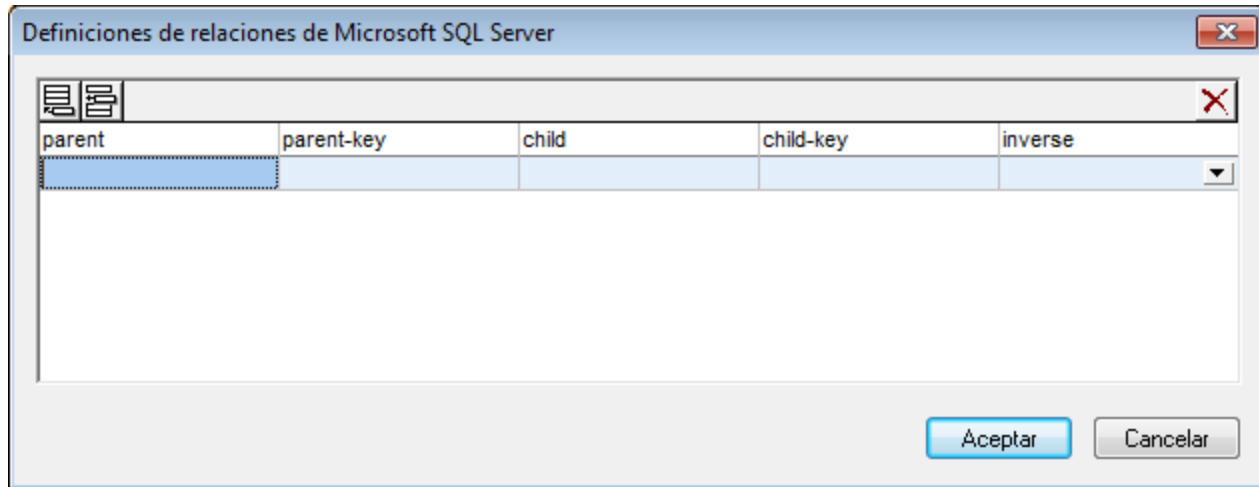 Definiciones de relaciones de Microsoft SQL Server
parent parent-key child child-key inverse
Aceptar Cancelar